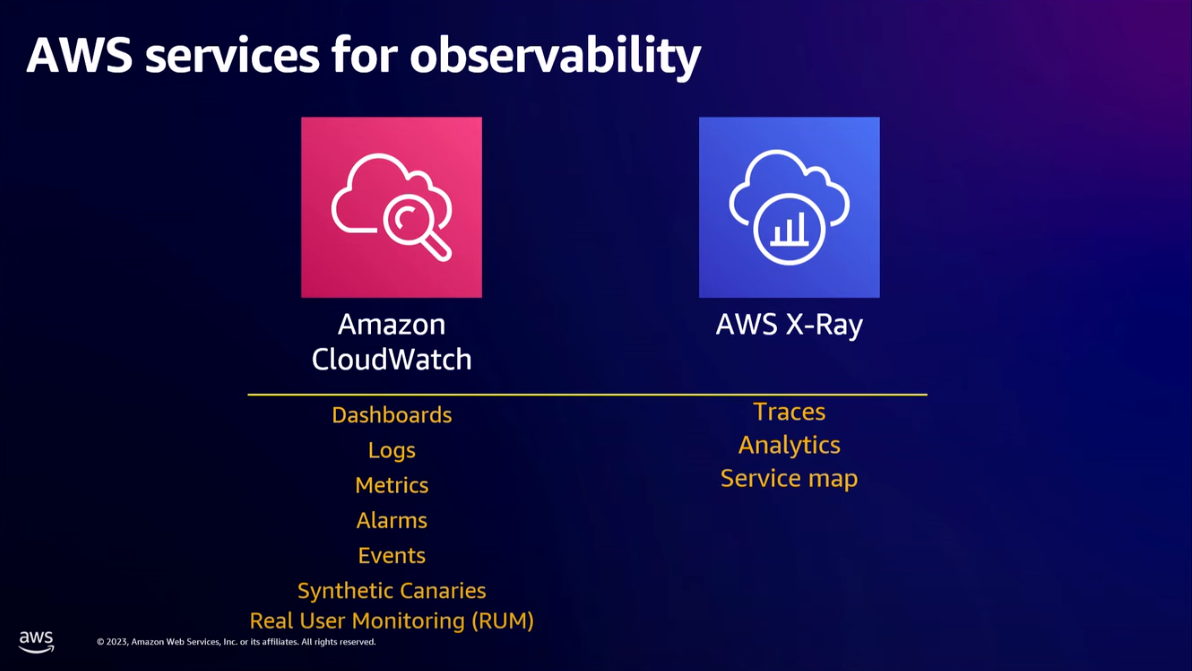 AWS services for observability
Amazon
CloudWatch
Dashboards
Logs
Metrics
Alarms
Events
Synthetic Canaries
Real User Monitoring (RUM)
AWS X-Ray
Traces
Analytics
Service map
aws
© 2023, Amazon Web Services, Inc. or its affiliates. All rights reserved.